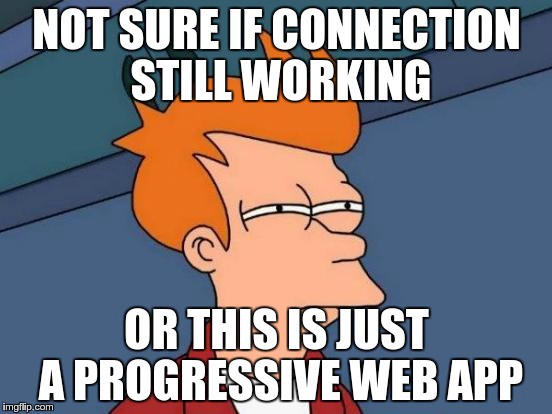 NOT SURE IF CONNECTION
STILL WORKING
OR THIS IS JUST
A PROGRESSIVE WEB APP
imgflip.com